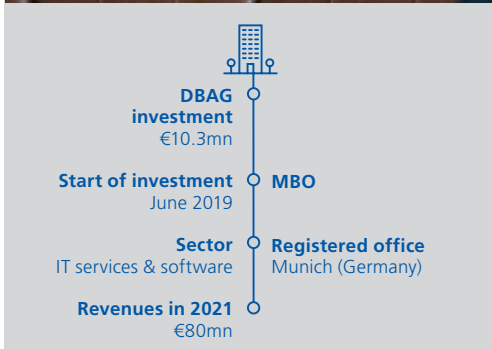 DBAG
investment
€10.3mn
Start of investment
June 2019
MBO
Sector
IT services & software
Registered office
Munich (Germany)
Revenues in 2021
€80mn